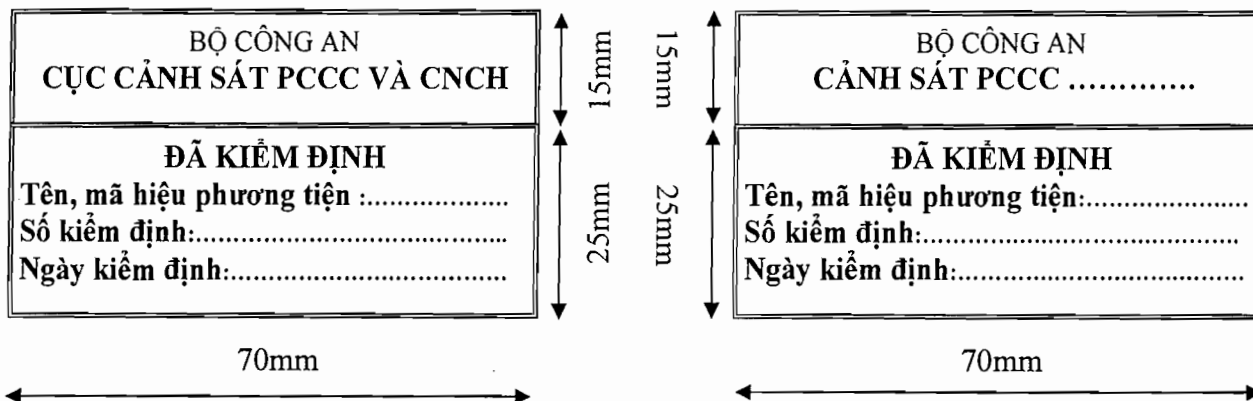 BỘ CÔNG AN
CỤC CẢNH SÁT PCCC VÀ CNCH
ĐÃ KIỂM ĐỊNH
Tên, mã hiệu phương tiện :..................
Số kiểm định:........................................
Ngày kiểm định:...................................
15mm
25mm
70mm
BỘ CÔNG AN
CẢNH SÁT PCCC .............
ĐÃ KIỂM ĐỊNH
Tên, mã hiệu phương tiện:.....................
Số kiểm định:........................................
Ngày kiểm định:....................................
15mm
25mm
70mm